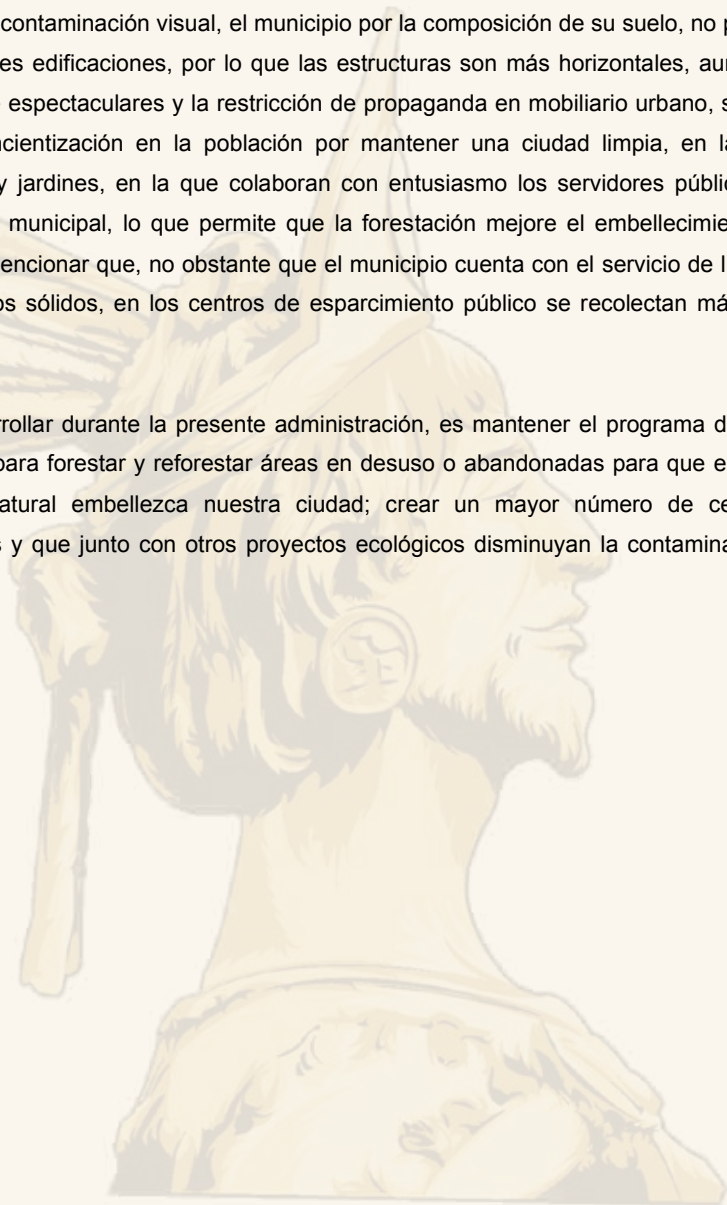 contaminación visual, el municipio por la composición de su suelo, no
es edificaciones, por lo que las estructuras son más horizontales,
espectaculares y la restricción de propaganda en mobiliario urbano,
cientización en la población por mantener una ciudad limpia, en
y jardines, en la que colaboran con entusiasmo los servidores
municipal, lo que permite que la forestación mejore el
encionar que, no obstante que el municipio cuenta con el servicio de
os sólidos, en los centros de esparcimiento público se recolectan
rrollar durante la presente administración, es mantener el programa
para forestar y reforestar áreas en desuso o abandonadas para que
atural embellezca nuestra ciudad; crear un mayor número de
s y que junto con otros proyectos ecológicos disminuyan la